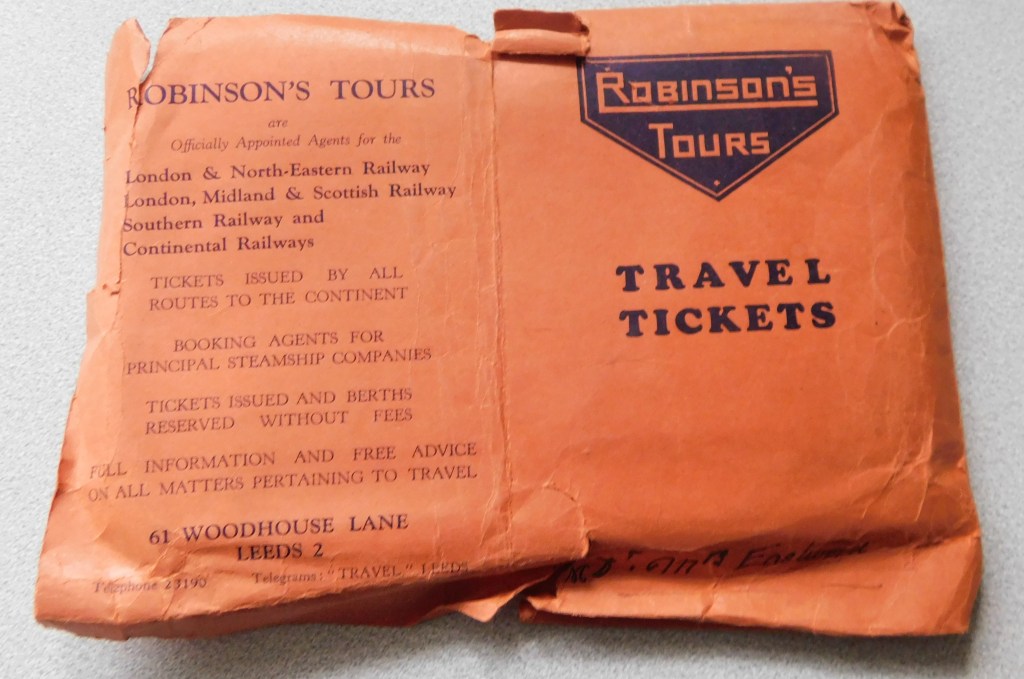 ROBINSON'S TOURS
are
Officially Appointed Agents for the
London & North-Eastern Railway
London, Midland & Scottish Railway
Southern Railway and
Continental Railways
TICKETS ISSUED BY ALL
ROUTES TO THE CONTINENT
BOOKING AGENTS FOR
PRINCIPAL STEAMSHIP COMPANIES
TICKETS ISSUED AND BERTHS
RESERVED WITHOUT FEES
FULL INFORMATION AND FREE ADVICE
ON ALL MATTERS PERTAINING TO TRAVEL
61 WOODHOUSE LANE
LEEDS 2
Telephone 23190 Telegrams: "TRAVEL" LEEDS
ROBINSON'S
TOURS
TRAVEL
TICKETS